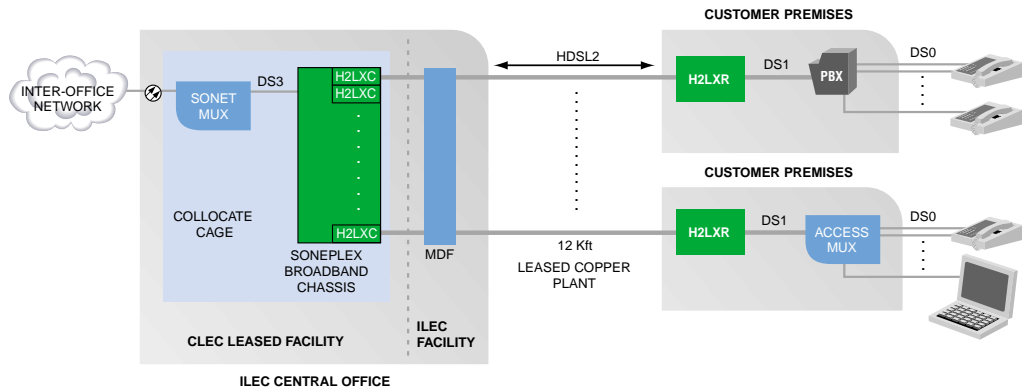 INTER-OFFICE
NETWORK
SONET
MUX
DS3
H2LXC
H2LXC
H2LXC
COLLOCATE
CAGE
SONEPLEX
BROADBAND
CHASSIS
CLEC LEASED FACILITY
MDF
ILEC
FACILITY
ILEC CENTRAL OFFICE
HDSL2
12 Kft
LEASED COPPER
PLANT
CUSTOMER PREMISES
H2LXR
DS1
PBX
DS0
CUSTOMER PREMISES
H2LXR
DS1
ACCESS
MUX
DS0